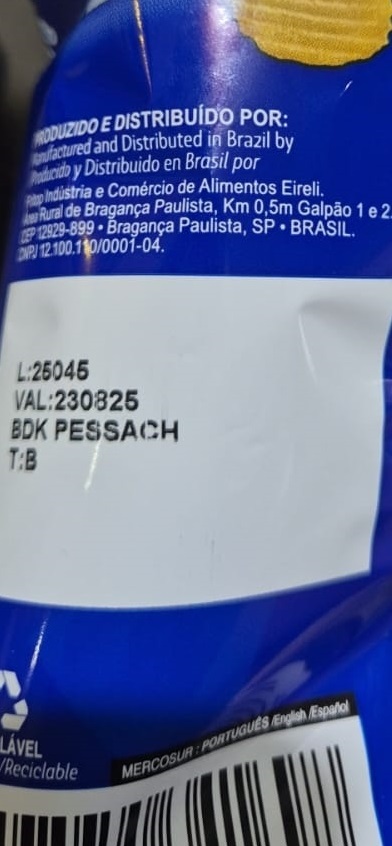 PRODUZIDO E DISTRIBUÍDO POR:
Manufactured and Distributed in Brazil by
Producido y Distribuido en Brasil por
Indústria e Comércio de Alimentos Eireli.
Rural de Bragança Paulista, Km 0,5m Galpão 1 e 2
CEP 12929-899 • Bragança Paulista, SP • BRASIL.
CNPJ 12.100.110/0001-04.
L:25045
VAL:230825
BDK PESSACH
T:B
LÁVEL
/Reciclable
MERCOSUR : PORTUGUÊS /English /Español